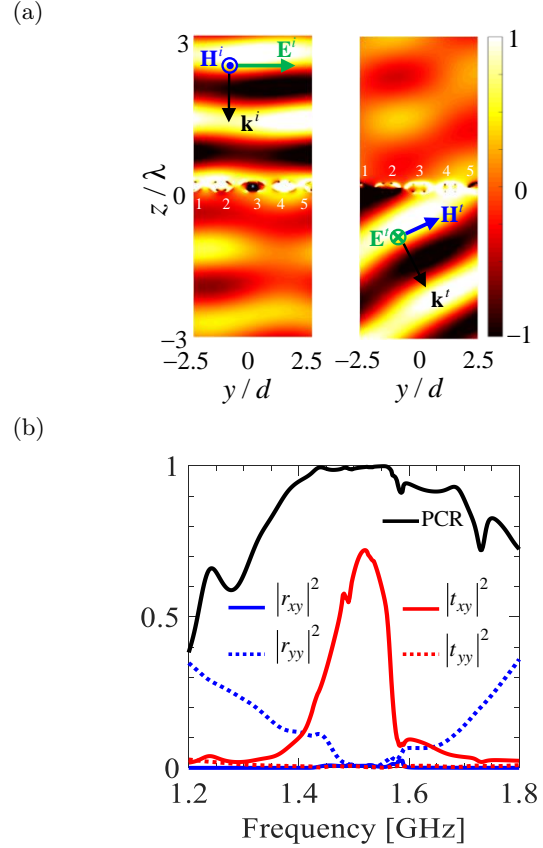 (a)
3
0
−3
z / λ
H^i
E^i
k^i
1 2 3 4 5
−2.5 0 2.5
y / d
1 2 3 4 5
E^t
H^t
k^t
−2.5 0 2.5
y / d
1
0
−1
(b)
1
0.5
0
PCR
|r_xy|^2
|t_xy|^2
|r_yy|^2
|t_yy|^2
1.2 1.4 1.6 1.8
Frequency [GHz]